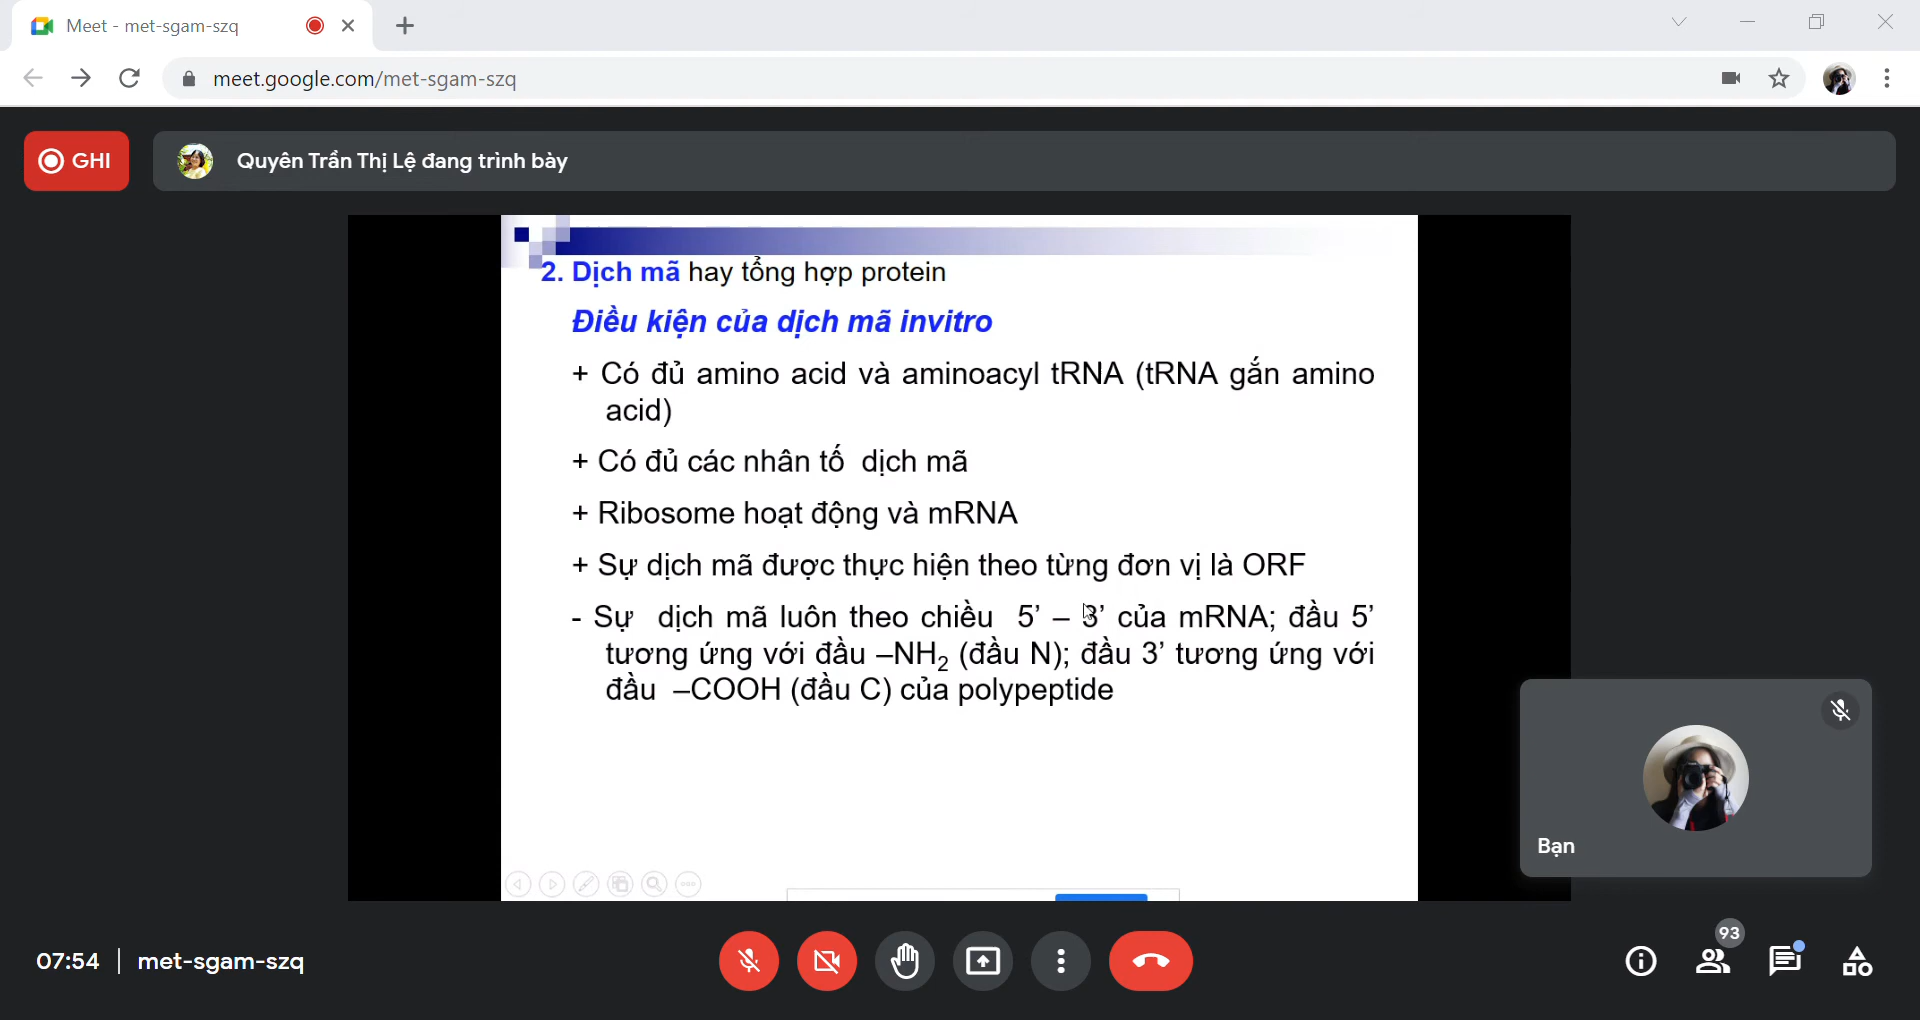 Meet - met-sgam-szq
meet.google.com/met-sgam-szq
GHI
Quyên Trần Thị Lệ đang trình bày
2. Dịch mã hay tổng hợp protein
Điều kiện của dịch mã invitro
+ Có đủ amino acid và aminoacyl tRNA (tRNA gắn amino
acid)
+ Có đủ các nhân tố dịch mã
+ Ribosome hoạt động và mRNA
+ Sự dịch mã được thực hiện theo từng đơn vị là ORF
- Sự dịch mã luôn theo chiều 5’ – 3’ của mRNA; đầu 5’
tương ứng với đầu –NH₂ (đầu N); đầu 3’ tương ứng với
đầu –COOH (đầu C) của polypeptide
Bạn
07:54 | met-sgam-szq
93